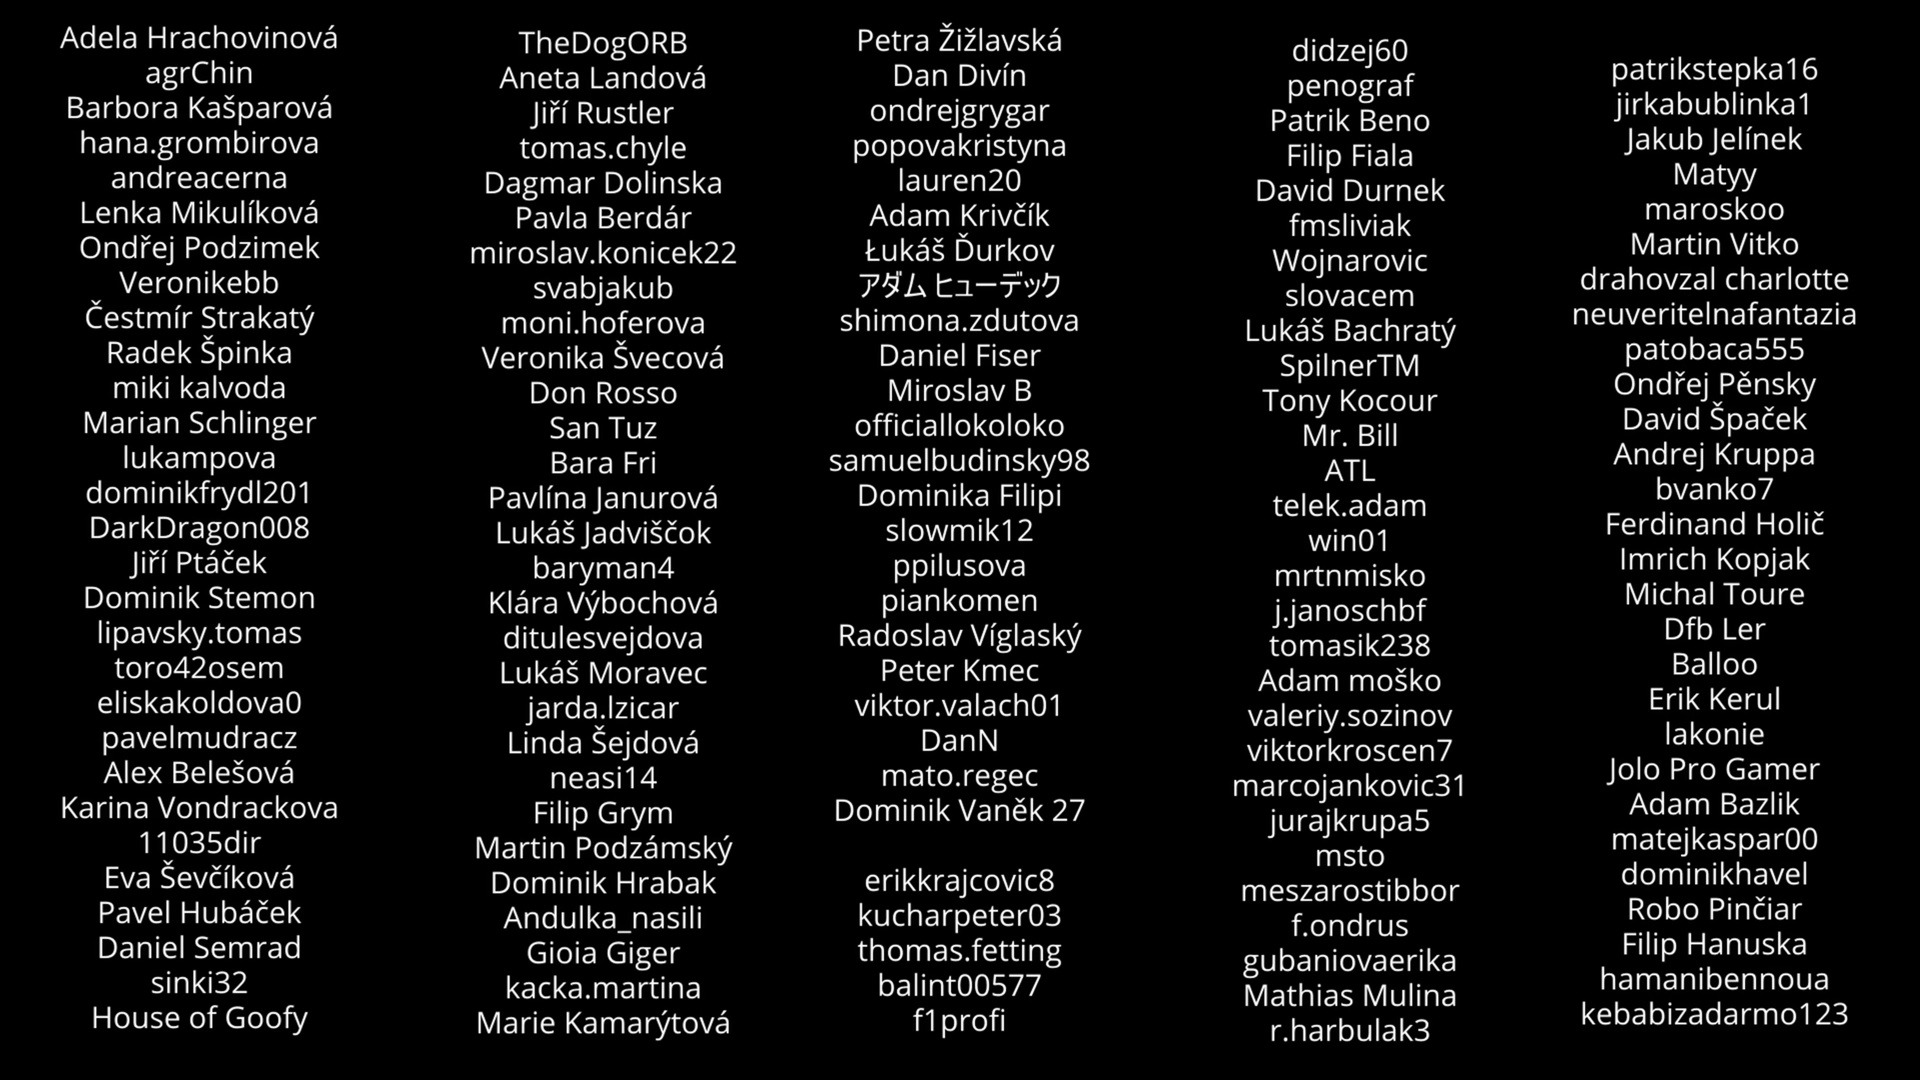 Adela Hrachovinová
agrChin
Barbora Kašparová
hana.grombirova
andreacerna
Lenka Mikulíková
Ondřej Podzimek
Veronikebb
Čestmír Strakatý
Radek Špinka
miki kalvoda
Marian Schlinger
lukampova
dominikfrydl201
DarkDragon008
Jiří Ptáček
Dominik Stemon
lipavsky.tomas
toro42osem
eliskakoldova0
pavelmudracz
Alex Belešová
Karina Vondrackova
11035dir
Eva Ševčíková
Pavel Hubáček
Daniel Semrad
sinki32
House of Goofy
TheDogORB
Aneta Landová
Jiří Rustler
tomas.chyle
Dagmar Dolinska
Pavla Berdár
miroslav.konicek22
svabjakub
moni.hoferova
Veronika Švecová
Don Rosso
San Tuz
Bara Fri
Pavlína Janurová
Lukáš Jadviščok
baryman4
Klára Výbochová
ditulesvejdova
Lukáš Moravec
jarda.lzicar
Linda Šejdová
neasi14
Filip Grym
Martin Podzámský
Dominik Hrabak
Andulka_nasili
Gioia Giger
kacka.martina
Marie Kamarýtová
Petra Žižlavská
Dan Divín
ondrejgrygar
popovakristyna
lauren20
Adam Krivčík
Łukáš Ďurkov
アダム ヒューデック
shimona.zdutova
Daniel Fiser
Miroslav B
officiallokoloko
samuelbudinsky98
Dominika Filipi
slowmik12
ppilusova
piankomen
Radoslav Víglaský
Peter Kmec
viktor.valach01
DanN
mato.regec
Dominik Vaněk 27
erikkrajcovic8
kucharpeter03
thomas.fetting
balint00577
f1profi
didzej60
penograf
Patrik Beno
Filip Fiala
David Durnek
fmsliviak
Wojnarovic
slovacem
Lukáš Bachratý
SpilnerTM
Tony Kocour
Mr. Bill
ATL
telek.adam
win01
mrtnmisko
j.janoschbf
tomasik238
Adam moško
valeriy.sozinov
viktorkroscen7
marcojankovic31
jurajkrupa5
msto
meszarostibbor
f.ondrus
gubaniovaerika
Mathias Mulina
r.harbulak3
patrikstepka16
jirkabublinka1
Jakub Jelínek
Matyy
maroskoo
Martin Vitko
drahovzal charlotte
neuveritelnafantazia
patobaca555
Ondřej Pěnsky
David Špaček
Andrej Kruppa
bvanko7
Ferdinand Holič
Imrich Kopjak
Michal Toure
Dfb Ler
Balloo
Erik Kerul
lakonie
Jolo Pro Gamer
Adam Bazlik
matejkaspar00
dominikhavel
Robo Pinčiar
Filip Hanuska
hamanibennoua
kebabizadarmo123